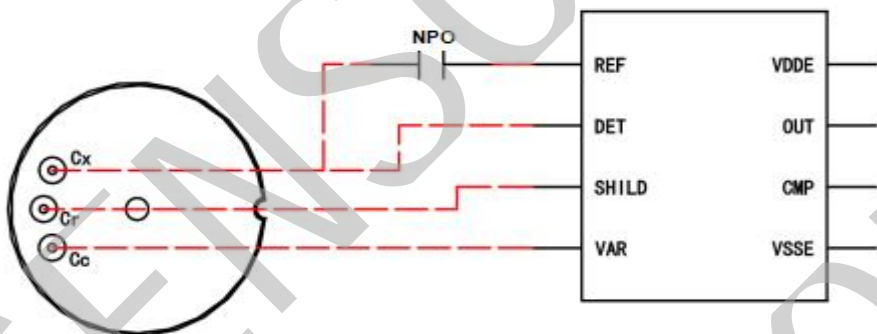 NPO
REF
VDDE
DET
OUT
Cx
SHILD
CMP
Cr
VAR
VSSE
Cc